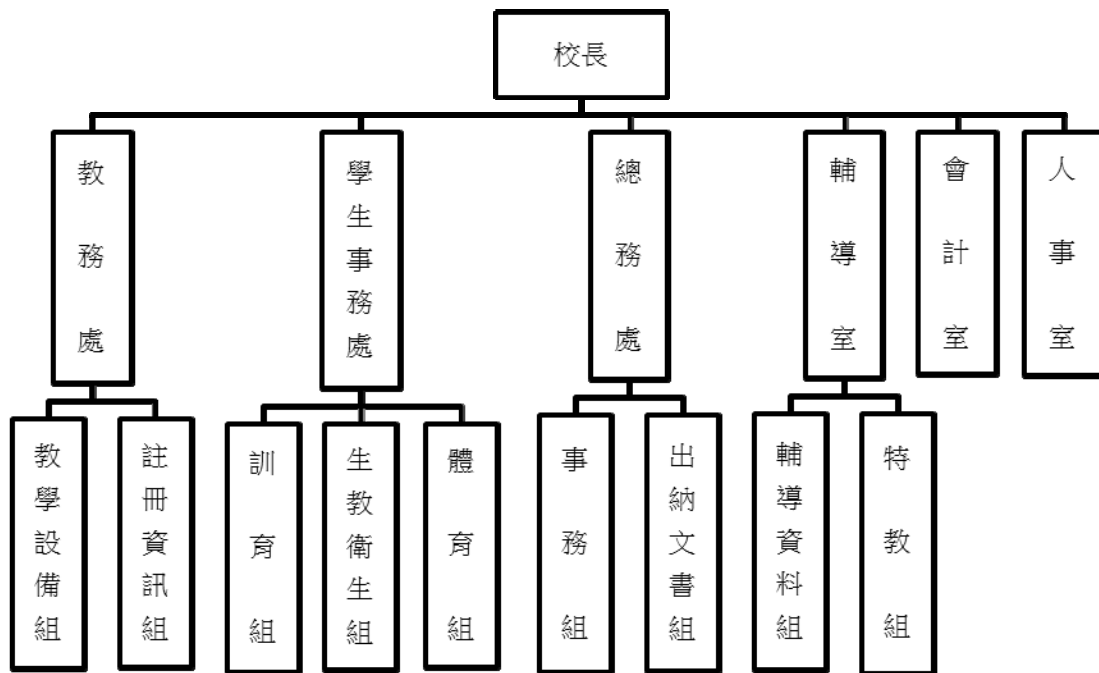 校長
教務處
學生事務處
總務處
輔導室
會計室
人事室
教學設備組
註冊資訊組
訓育組
生教衛生組
體育組
事務組
出納文書組
輔導資料組
特教組